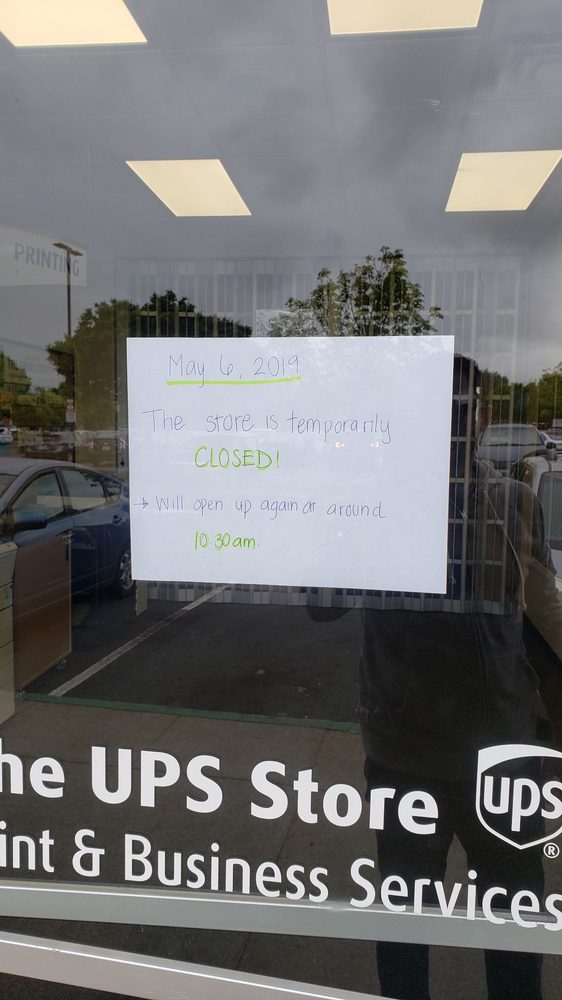 PRINTING
May 6, 2019
The store is temporarily
CLOSED!
→ Will open up again at around
10:30am.
he UPS Store
ups
®
int & Business Services